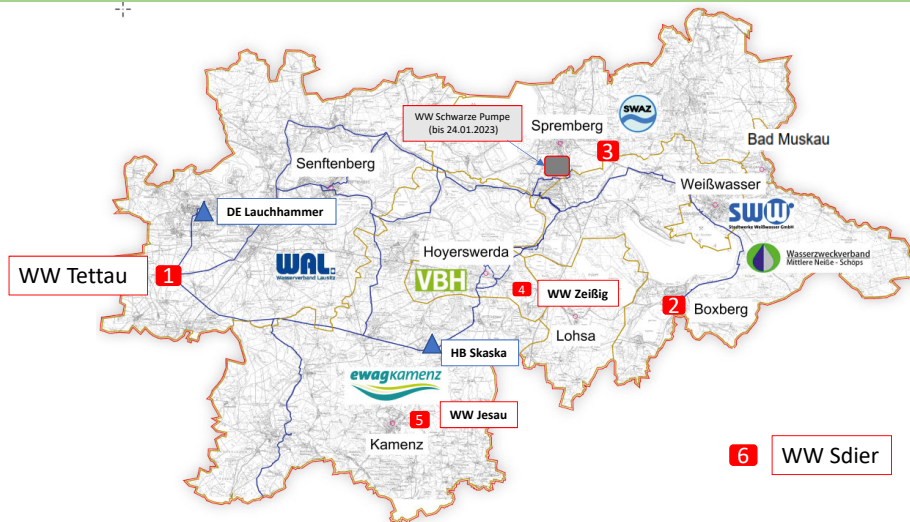 WW Schwarze Pumpe
(bis 24.01.2023)
SWAZ
Spremberg
3
Bad Muskau
Senftenberg
Weißwasser
DE Lauchhammer
SWW
Stadtwerke Weißwasser GmbH
WAL.
Wasserverband Lausitz
Hoyerswerda
VBH
Wasserzweckverband
Mittlere Neiße - Schöps
WW Tettau
1
4
WW Zeißig
2
Boxberg
Lohsa
HB Skaska
ewagkamenz
5
WW Jesau
Kamenz
6
WW Sdier